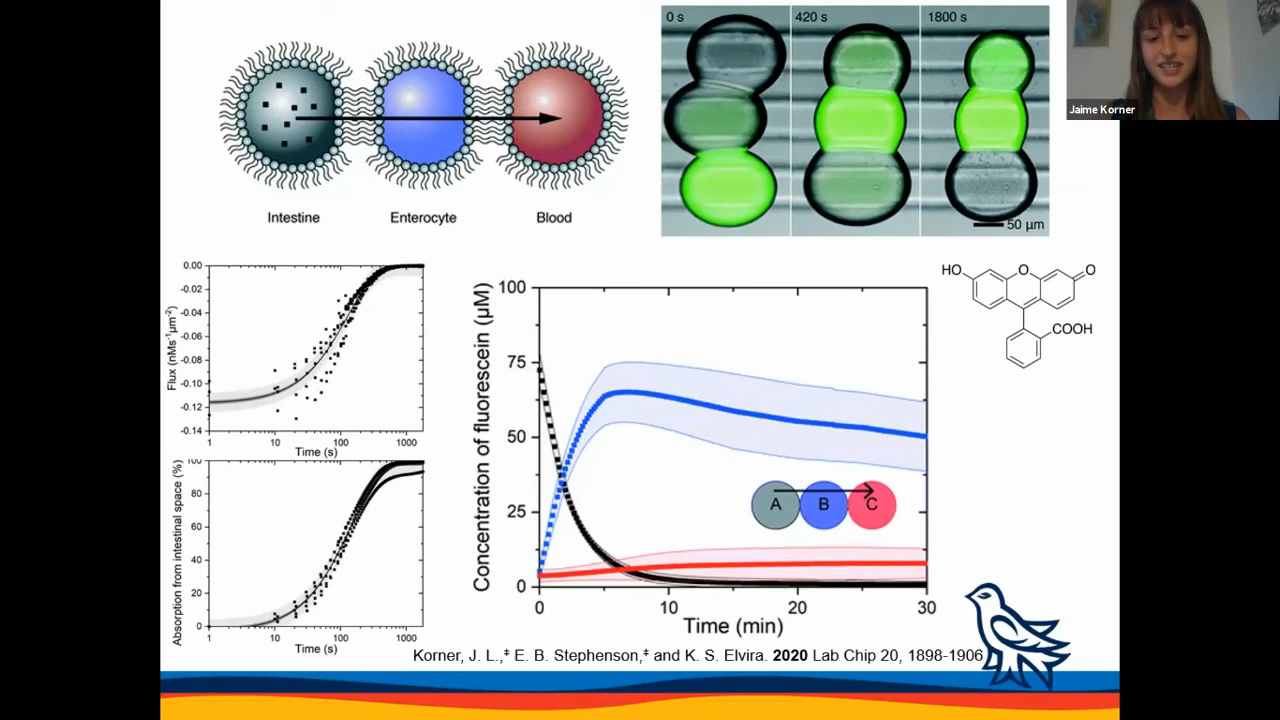 0 s
420 s
1800 s
50 µm
Jaime Korner
Intestine
Enterocyte
Blood
0.00
-0.02
-0.04
-0.06
-0.08
-0.10
-0.12
-0.14
Flux (nMs⁻¹µm⁻²)
1
10
100
1000
Time (s)
100
80
60
40
20
0
Absorption from intestinal space (%)
1
10
100
1000
Time (s)
100
75
50
25
0
Concentration of fluorescein (µM)
A
B
C
0
10
20
30
Time (min)
HO
O
O
COOH
Korner, J. L.,‡ E. B. Stephenson,‡ and K. S. Elvira. 2020 Lab Chip 20, 1898-1906